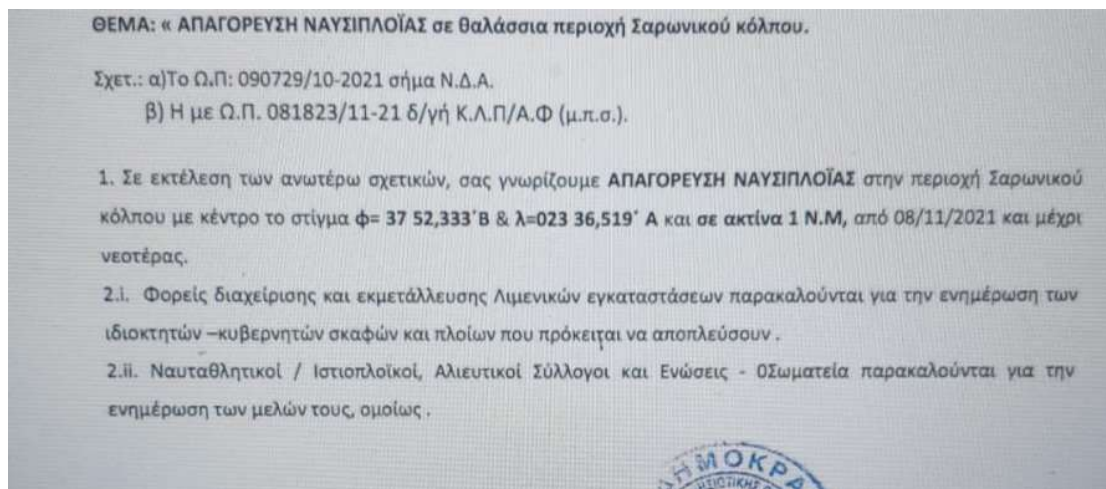 ΘΕΜΑ: « ΑΠΑΓΟΡΕΥΣΗ ΝΑΥΣΙΠΛΟΪΑΣ σε θαλάσσια περιοχή Σαρωνικού κόλπου.
Σχετ.: α)Το Ω.Π: 090729/10-2021 σήμα Ν.Δ.Α.
β) Η με Ω.Π. 081823/11-21 δ/γή Κ.Λ.Π/Α.Φ (μ.π.σ.).
1. Σε εκτέλεση των ανωτέρω σχετικών, σας γνωρίζουμε ΑΠΑΓΟΡΕΥΣΗ ΝΑΥΣΙΠΛΟΪΑΣ στην περιοχή Σαρωνικού
κόλπου με κέντρο το στίγμα φ= 37 52,333΄Β & λ=023 36,519΄ Α και σε ακτίνα 1 Ν.Μ, από 08/11/2021 και μέχρι
νεοτέρας.
2.i. Φορείς διαχείρισης και εκμετάλλευσης Λιμενικών εγκαταστάσεων παρακαλούνται για την ενημέρωση των
ιδιοκτητών –κυβερνητών σκαφών και πλοίων που πρόκειται να αποπλεύσουν .
2.ii. Ναυταθλητικοί / Ιστιοπλοϊκοί, Αλιευτικοί Σύλλογοι και Ενώσεις - 0Σωματεία παρακαλούνται για την
ενημέρωση των μελών τους, ομοίως .